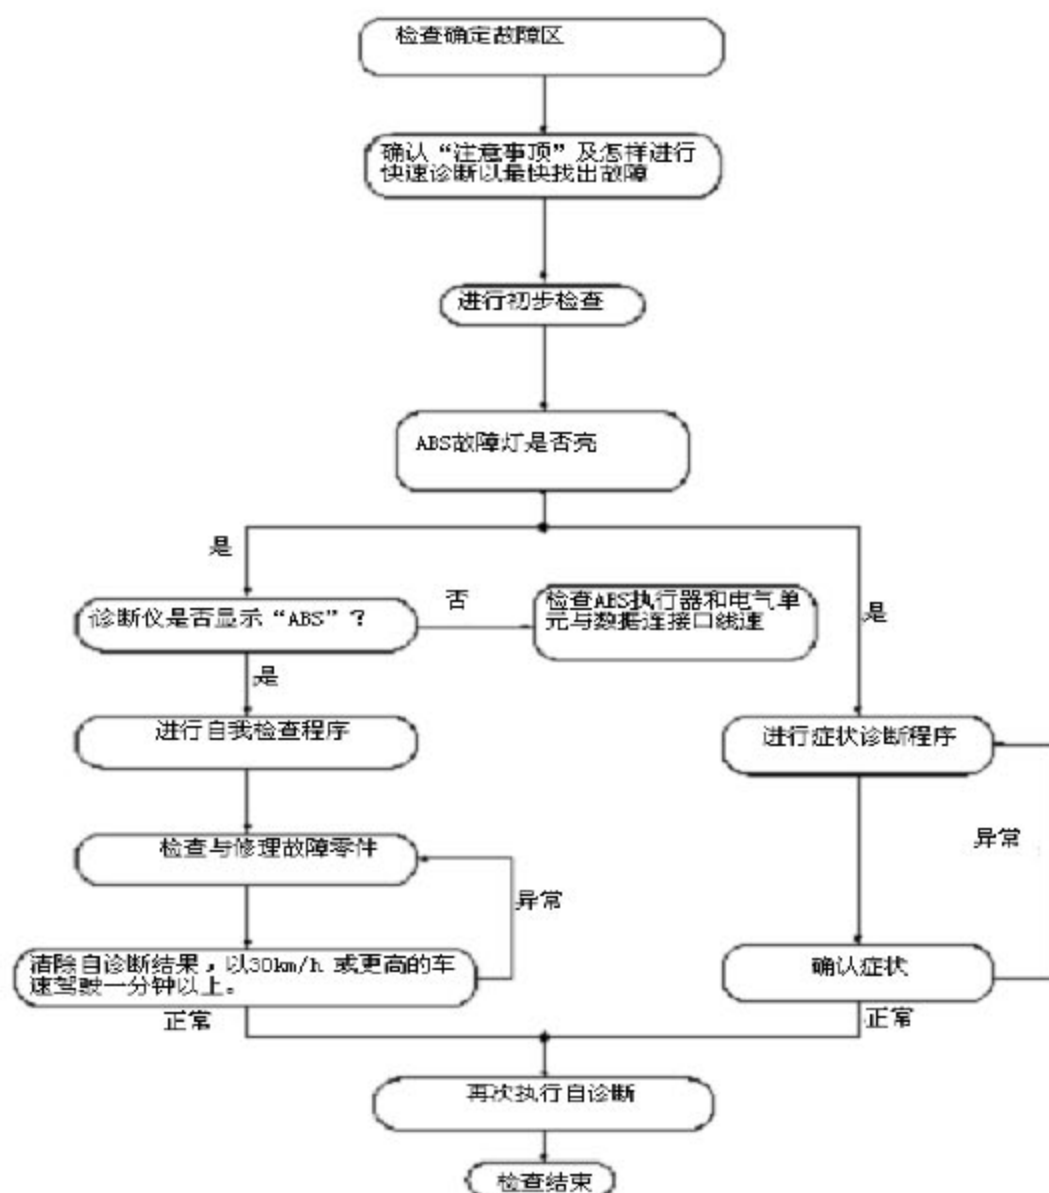 检查确定故障区
确认“注意事项”及怎样进行
快速诊断以最快找出故障
进行初步检查
ABS故障灯是否亮
是
诊断仪是否显示“ABS”？
否
检查ABS执行器和电气单
元与数据连接口线速
是
是
进行自我检查程序
进行症状诊断程序
检查与修理故障零件
异常
异常
清除自诊断结果，以30km/h 或更高的车
速驾驶一分钟以上。
确认症状
正常
正常
再次执行自诊断
检查结束